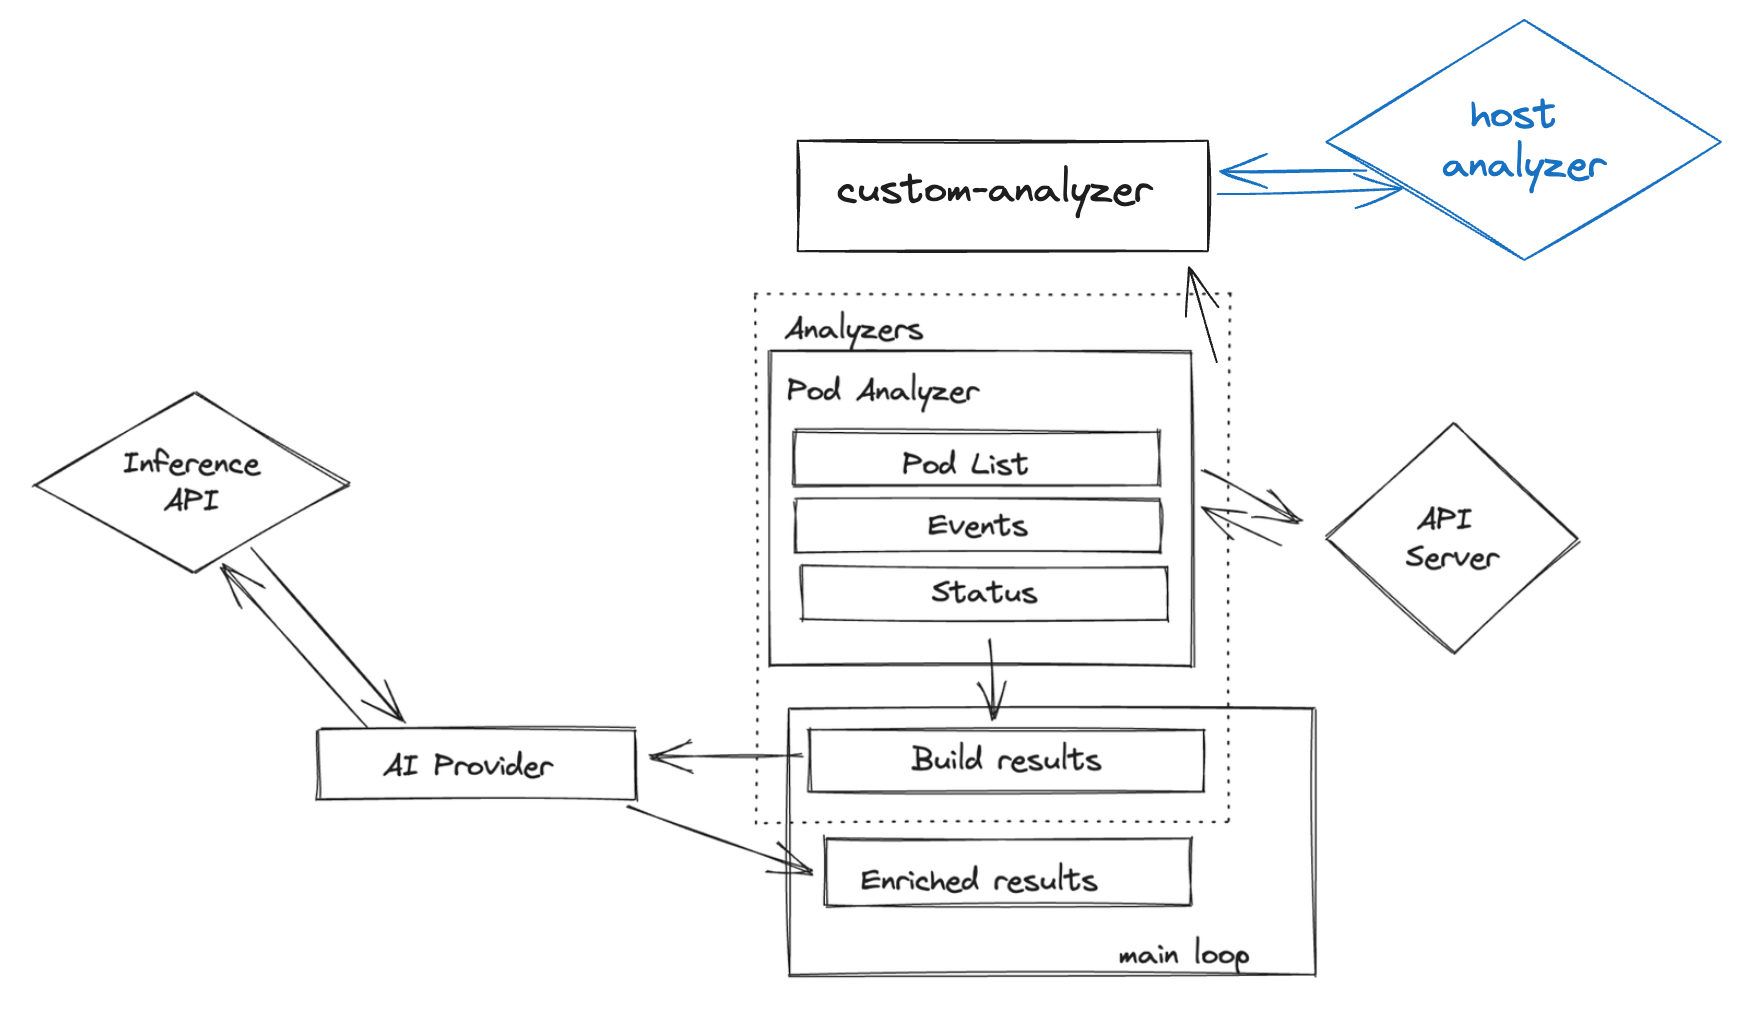 host
analyzer
custom-analyzer
Analyzers
Pod Analyzer
Pod List
Events
Status
Inference
API
API
Server
AI Provider
Build results
Enriched results
main loop